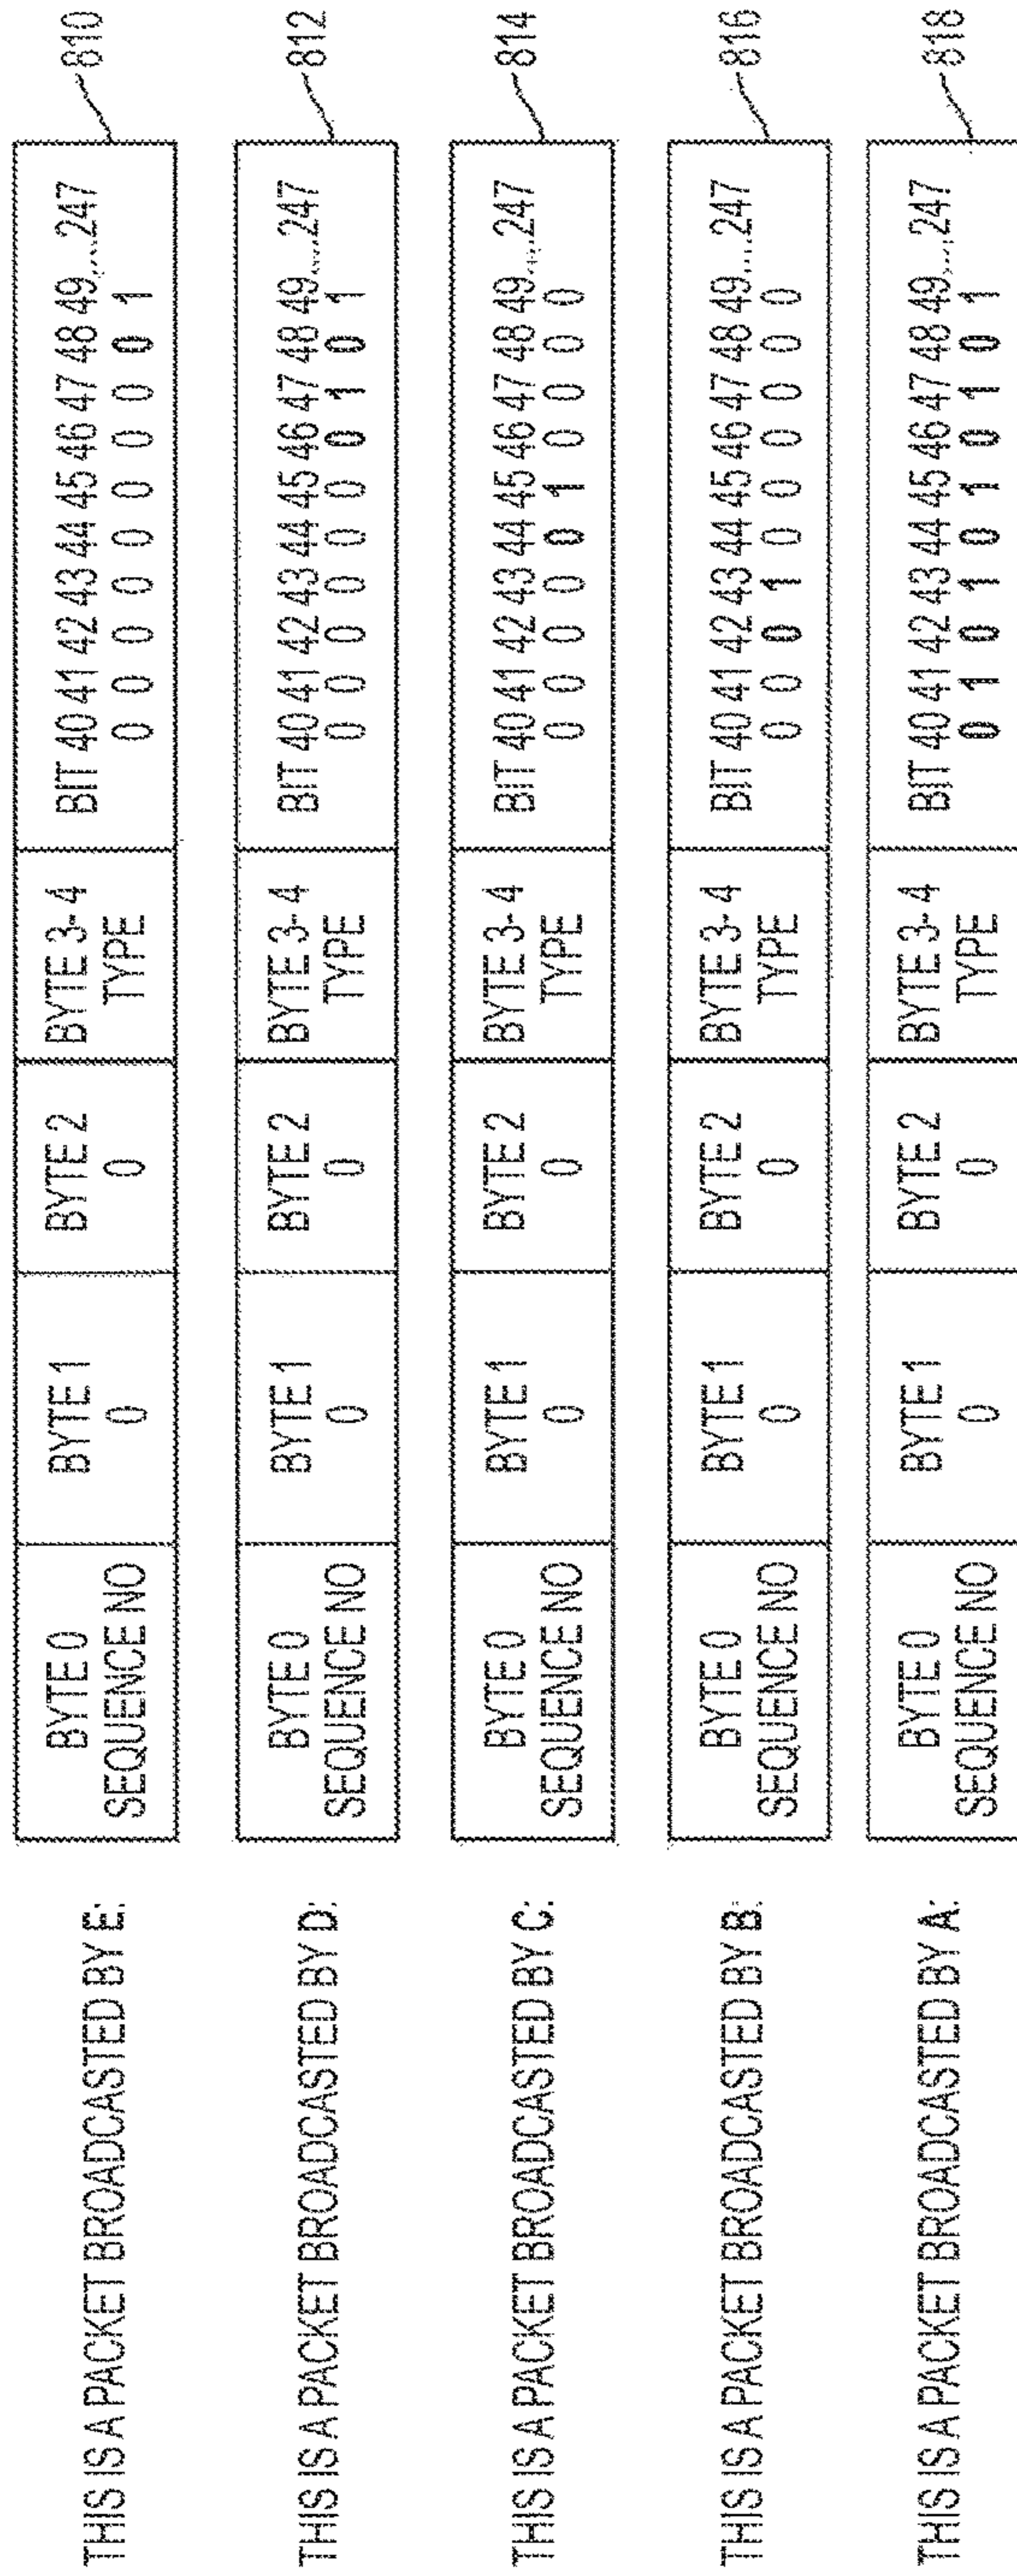 THIS IS A PACKET BROADCASTED BY E:
BYTE 0
SEQUENCE NO
BYTE 1
0
BYTE 2
0
BYTE 3-4
TYPE
BIT 40 41 42 43 44 45 46 47 48 49....247
0 0 0 0 0 0 0 0 0 1
810
THIS IS A PACKET BROADCASTED BY D:
BYTE 0
SEQUENCE NO
BYTE 1
0
BYTE 2
0
BYTE 3-4
TYPE
BIT 40 41 42 43 44 45 46 47 48 49....247
0 0 0 0 0 0 0 1 0 1
812
THIS IS A PACKET BROADCASTED BY C:
BYTE 0
SEQUENCE NO
BYTE 1
0
BYTE 2
0
BYTE 3-4
TYPE
BIT 40 41 42 43 44 45 46 47 48 49....247
0 0 0 0 0 1 0 0 0 0
814
THIS IS A PACKET BROADCASTED BY B:
BYTE 0
SEQUENCE NO
BYTE 1
0
BYTE 2
0
BYTE 3-4
TYPE
BIT 40 41 42 43 44 45 46 47 48 49....247
0 0 0 1 0 0 0 0 0 0
816
THIS IS A PACKET BROADCASTED BY A:
BYTE 0
SEQUENCE NO
BYTE 1
0
BYTE 2
0
BYTE 3-4
TYPE
BIT 40 41 42 43 44 45 46 47 48 49....247
0 1 0 1 0 1 0 1 0 1
818